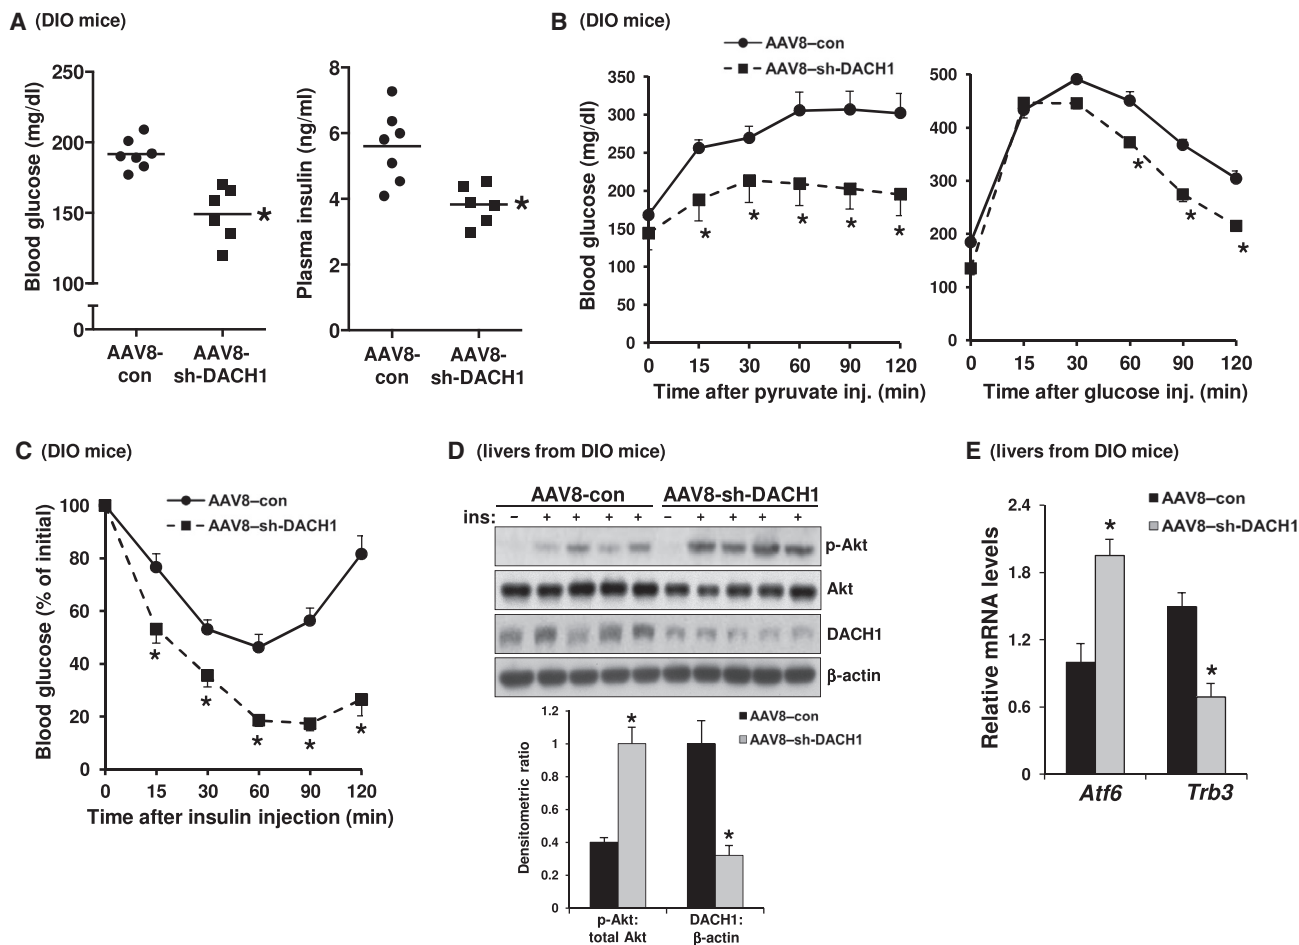 A (DIO mice)
Blood glucose (mg/dl)
250
200
150
100
0
*
AAV8-
con
AAV8-
sh-DACH1
Plasma insulin (ng/ml)
8
6
4
2
0
*
AAV8-
con
AAV8-
sh-DACH1
B (DIO mice)
AAV8–con
AAV8–sh-DACH1
Blood glucose (mg/dl)
350
300
250
200
150
100
50
0
* * * * *
0 15 30 60 90 120
Time after pyruvate inj. (min)
500
400
300
200
100
0
* * *
0 15 30 60 90 120
Time after glucose inj. (min)
C (DIO mice)
AAV8–con
AAV8–sh-DACH1
Blood glucose (% of initial)
100
80
60
40
20
0
* * * * *
0 15 30 60 90 120
Time after insulin injection (min)
D (livers from DIO mice)
AAV8-con AAV8-sh-DACH1
ins: – + + + + – + + + +
p-Akt
Akt
DACH1
β-actin
AAV8–con
AAV8–sh-DACH1
Densitometric ratio
1.2
1
0.8
0.6
0.4
0.2
0
* *
p-Akt:
total Akt
DACH1:
β-actin
E (livers from DIO mice)
AAV8–con
AAV8–sh-DACH1
Relative mRNA levels
2.4
1.8
1.2
0.6
0
* *
Atf6 Trb3